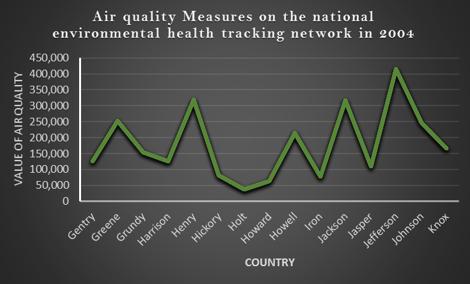 Air quality Measures on the national
environmental health tracking network in 2004
VALUE OF AIR QUALITY
450,000
400,000
350,000
300,000
250,000
200,000
150,000
100,000
50,000
0
Gentry
Greene
Grundy
Harrison
Henry
Hickory
Holt
Howard
Howell
Iron
Jackson
Jasper
Jefferson
Johnson
Knox
COUNTRY